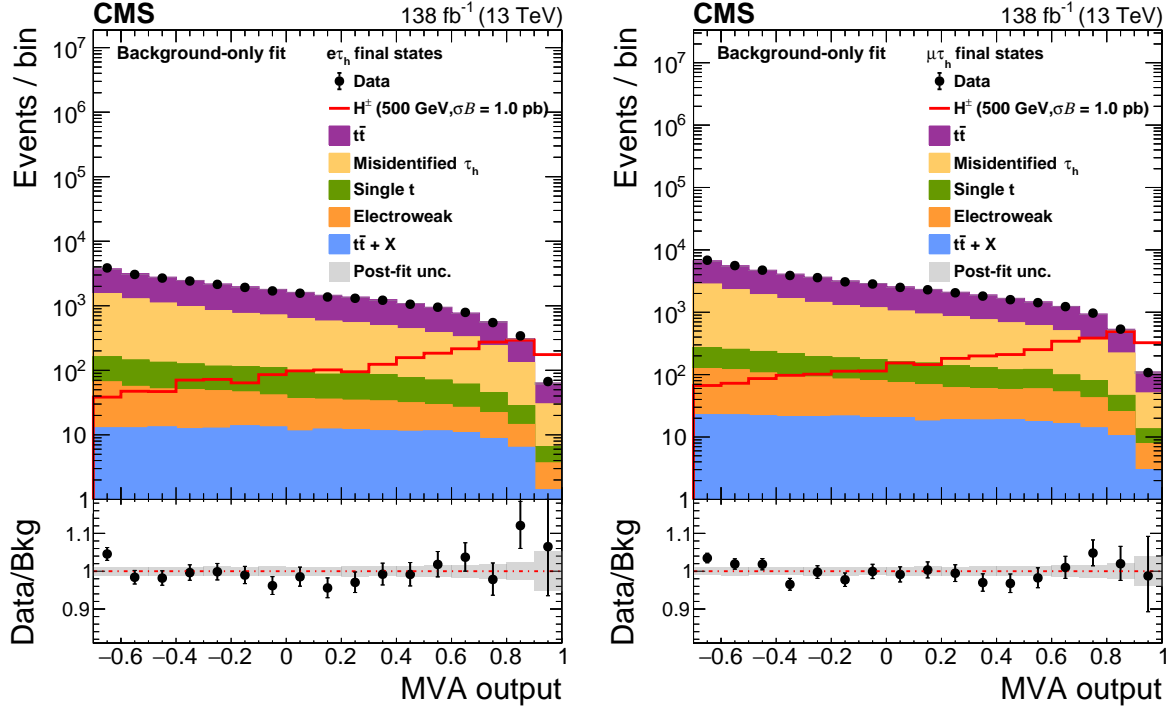 CMS
138 fb⁻¹ (13 TeV)
Events / bin
10⁷
10⁶
10⁵
10⁴
10³
10²
10
1
Background-only fit
eτₕ final states
Data
H± (500 GeV,σB = 1.0 pb)
tt̄
Misidentified τₕ
Single t
Electroweak
tt̄ + X
Post-fit unc.
Data/Bkg
1.1
1
0.9
−0.6 −0.4 −0.2 0 0.2 0.4 0.6 0.8 1
MVA output
CMS
138 fb⁻¹ (13 TeV)
Events / bin
10⁷
10⁶
10⁵
10⁴
10³
10²
10
1
Background-only fit
μτₕ final states
Data
H± (500 GeV,σB = 1.0 pb)
tt̄
Misidentified τₕ
Single t
Electroweak
tt̄ + X
Post-fit unc.
Data/Bkg
1.1
1
0.9
−0.6 −0.4 −0.2 0 0.2 0.4 0.6 0.8 1
MVA output